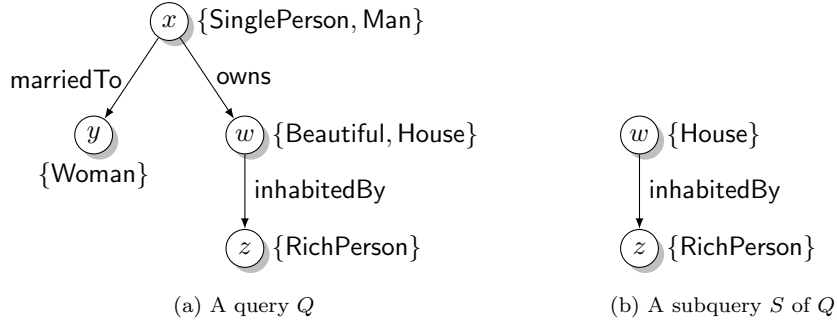 x {SinglePerson, Man}
marriedTo owns
y w {Beautiful, House} w {House}
{Woman}
inhabitedBy inhabitedBy
z {RichPerson} z {RichPerson}
(a) A query Q (b) A subquery S of Q